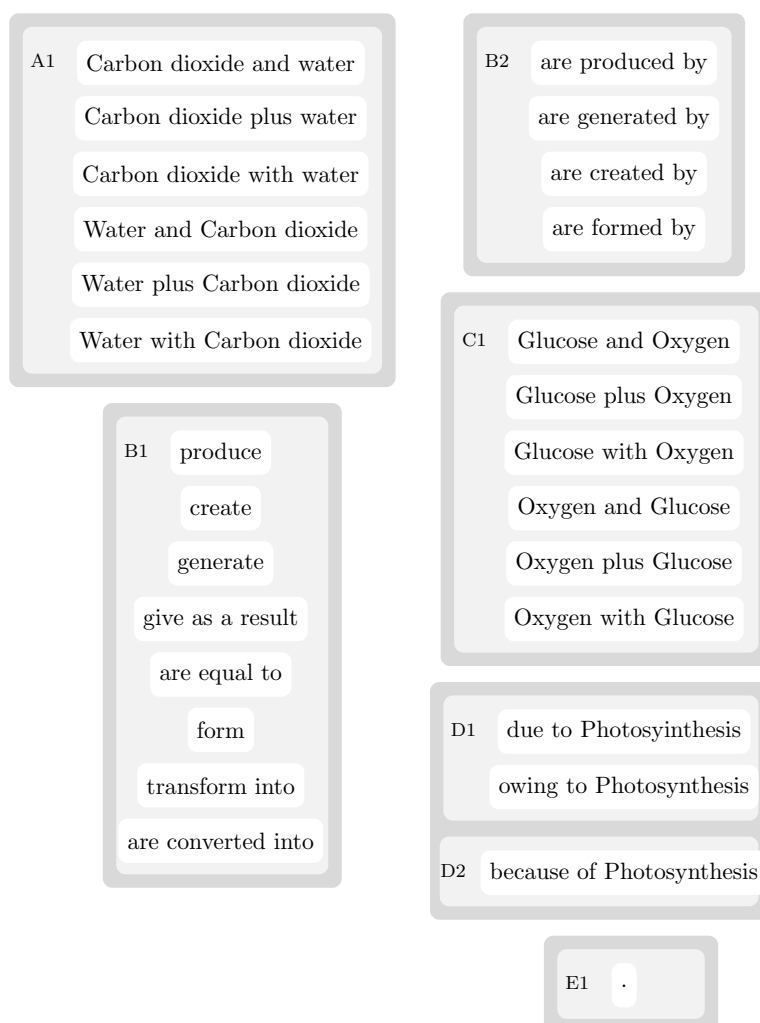 A1 Carbon dioxide and water
Carbon dioxide plus water
Carbon dioxide with water
Water and Carbon dioxide
Water plus Carbon dioxide
Water with Carbon dioxide
B1 produce
create
generate
give as a result
are equal to
form
transform into
are converted into
B2 are produced by
are generated by
are created by
are formed by
C1 Glucose and Oxygen
Glucose plus Oxygen
Glucose with Oxygen
Oxygen and Glucose
Oxygen plus Glucose
Oxygen with Glucose
D1 due to Photosyinthesis
owing to Photosynthesis
D2 because of Photosynthesis
E1 .